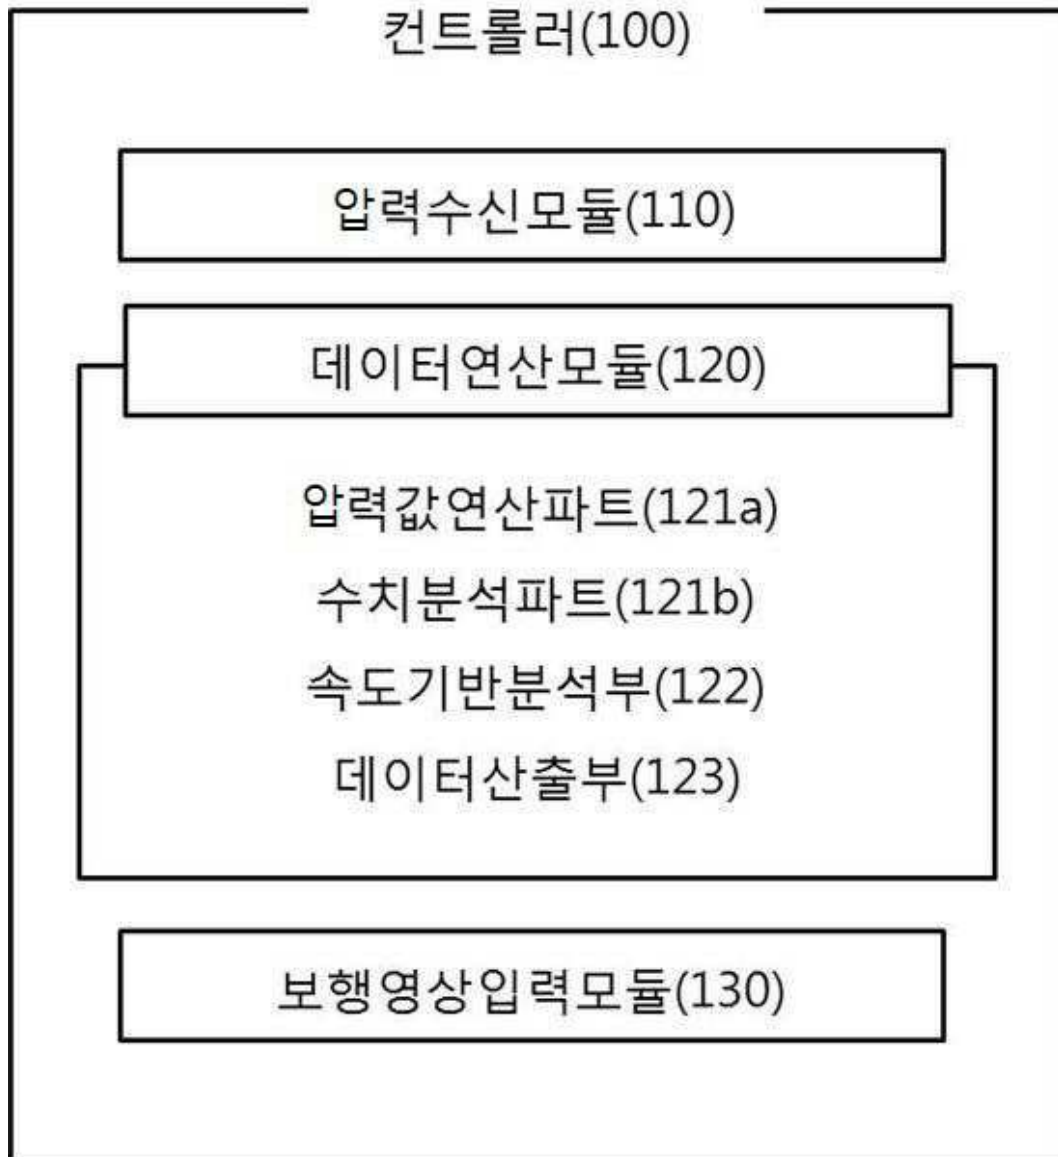 컨트롤러(100)
압력수신모듈(110)
데이터연산모듈(120)
압력값연산파트(121a)
수치분석파트(121b)
속도기반분석부(122)
데이터산출부(123)
보행영상입력모듈(130)